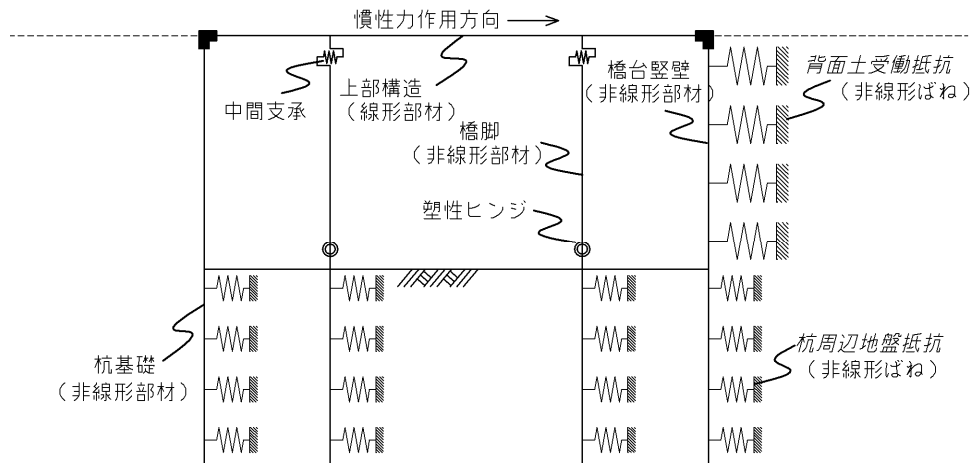 慣性力作用方向
中間支承
上部構造
（線形部材）
橋台竪壁
（非線形部材）
背面土受働抵抗
（非線形ばね）
橋脚
（非線形部材）
塑性ヒンジ
杭基礎
（非線形部材）
杭周辺地盤抵抗
（非線形ばね）